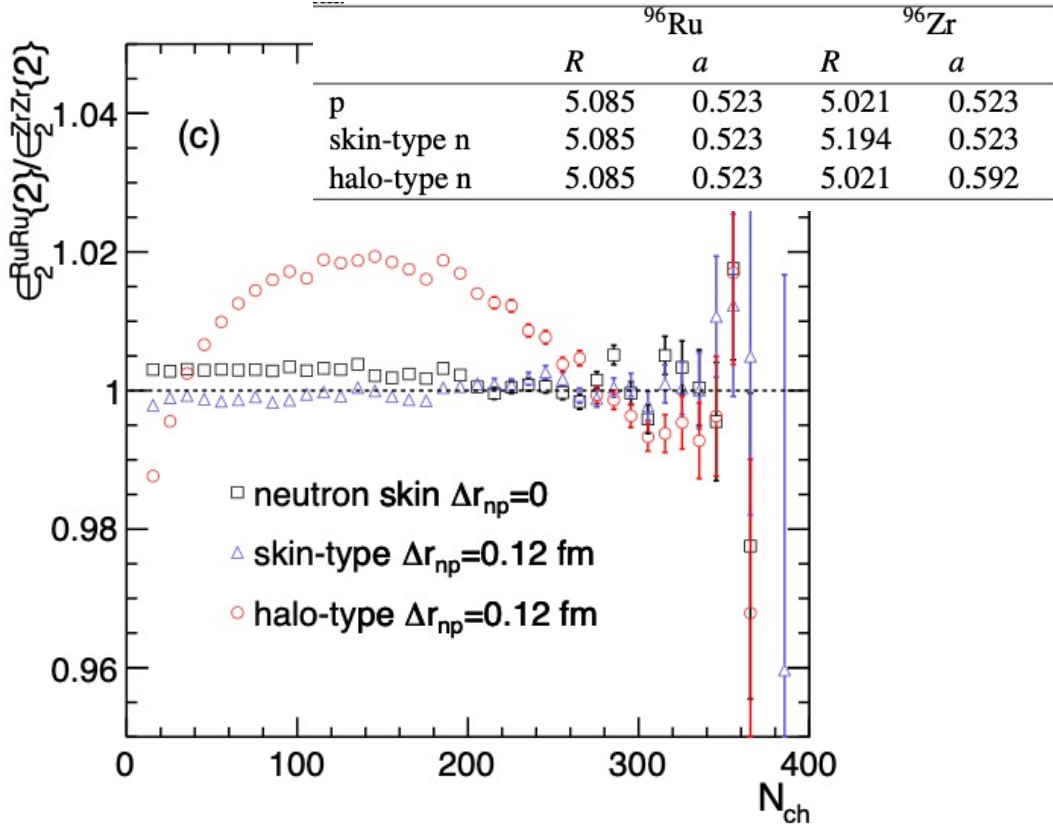 ⁹⁶Ru ⁹⁶Zr
R a R a
p 5.085 0.523 5.021 0.523
skin-type n 5.085 0.523 5.194 0.523
halo-type n 5.085 0.523 5.021 0.592
ϵ₂^RuRu{2}/ϵ₂^ZrZr{2}
(c)
1.04
1.02
1
0.98
0.96
neutron skin Δr_np=0
skin-type Δr_np=0.12 fm
halo-type Δr_np=0.12 fm
0 100 200 300 400
N_ch